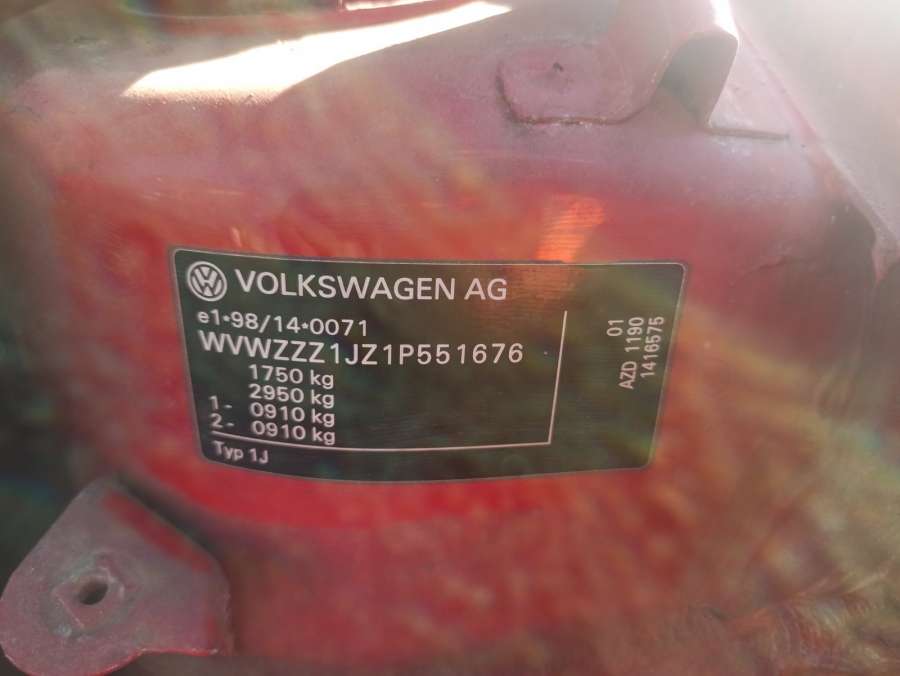 VOLKSWAGEN AG
e1*98/14*0071
WVWZZZ1JZ1P551676
1750 kg
2950 kg
1- 0910 kg
2- 0910 kg
Typ 1J
01
AZD 1190
1416575